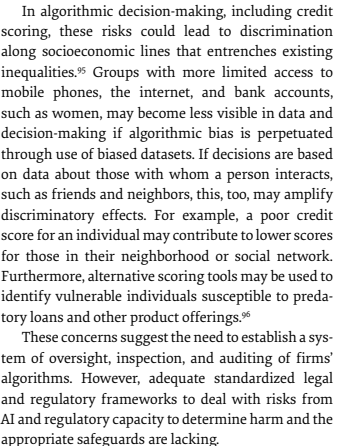 In algorithmic decision-making, including credit
scoring, these risks could lead to discrimination
along socioeconomic lines that entrenches existing
inequalities.95 Groups with more limited access to
mobile phones, the internet, and bank accounts,
such as women, may become less visible in data and
decision-making if algorithmic bias is perpetuated
through use of biased datasets. If decisions are based
on data about those with whom a person interacts,
such as friends and neighbors, this, too, may amplify
discriminatory effects. For example, a poor credit
score for an individual may contribute to lower scores
for those in their neighborhood or social network.
Furthermore, alternative scoring tools may be used to
identify vulnerable individuals susceptible to preda-
tory loans and other product offerings.96
These concerns suggest the need to establish a sys-
tem of oversight, inspection, and auditing of firms’
algorithms. However, adequate standardized legal
and regulatory frameworks to deal with risks from
AI and regulatory capacity to determine harm and the
appropriate safeguards are lacking.